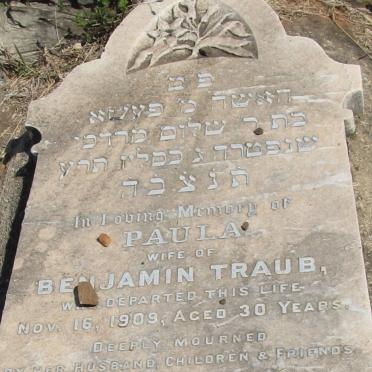 פ ט
האשה מ' פעשא
בת ר שלום מרדכי
שנפטרה ג כסליו תרע
תנצבה
In Loving Memory of
PAULA
WIFE OF
BENJAMIN TRAUB,
WHO DEPARTED THIS LIFE
NOV. 16, 1909, AGED 30 YEARS.
DEEPLY MOURNED
BY HER HUSBAND, CHILDREN & FRIENDS